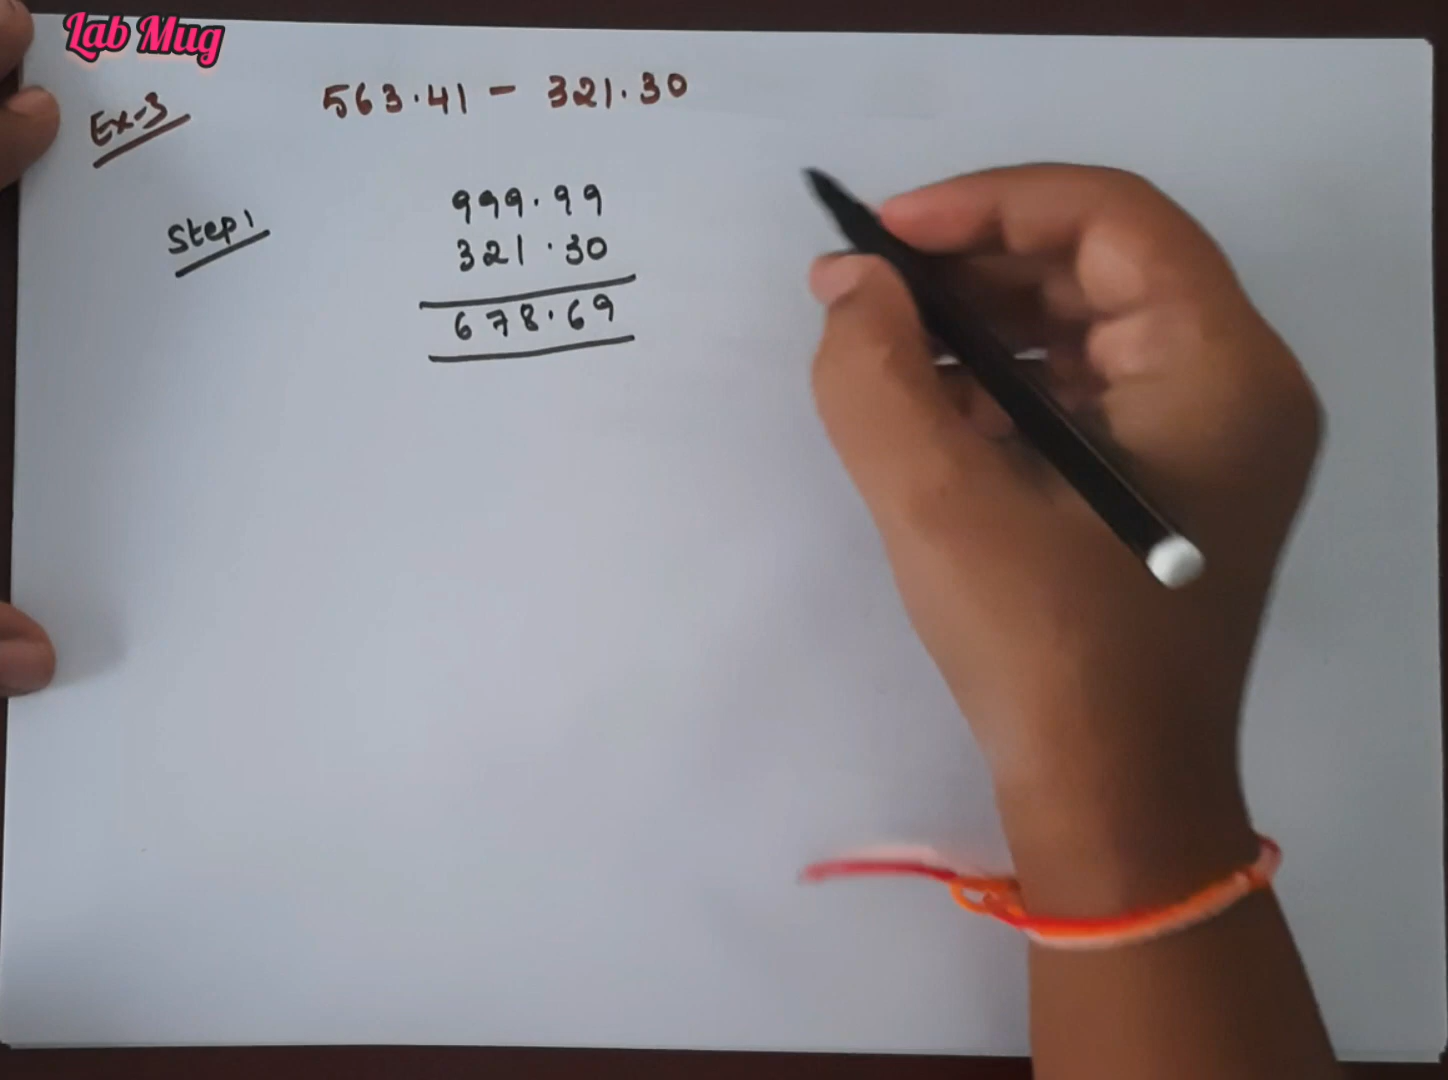 Lab Mug
Ex-3
563.41 - 321.30
Step 1
999.99
321.30
678.69